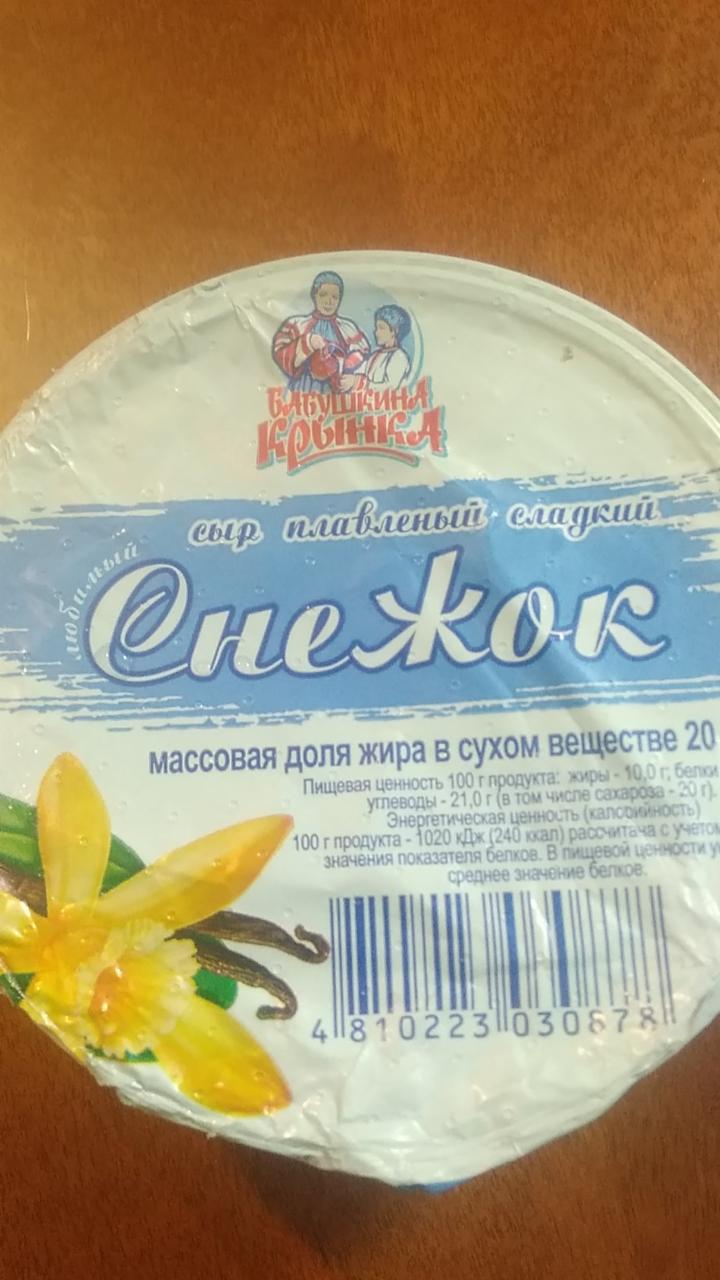 БАБУШКИНА
КРЫНКА
сыр плавленый сладкий
любимый
Снежок
массовая доля жира в сухом веществе 20
Пищевая ценность 100 г продукта: жиры - 10,0 г; белки
углеводы - 21,0 г (в том числе сахароза - 20 г).
Энергетическая ценность (калорийность)
100 г продукта - 1020 кДж (240 ккал) рассчитана с учетом
значения показателя белков. В пищевой ценности
среднее значение белков.
4 810223 030878